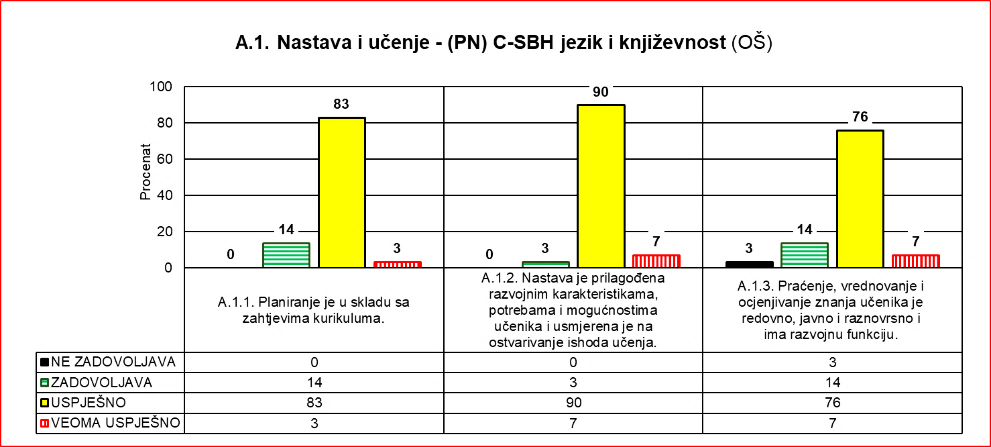 A.1. Nastava i učenje - (PN) C-SBH jezik i književnost (OŠ)
Procenat
100
80
60
40
20
0
0
14
83
3
0
3
90
7
3
14
76
7
A.1.1. Planiranje je u skladu sa
zahtjevima kurikuluma.
A.1.2. Nastava je prilagođena
razvojnim karakteristikama,
potrebama i mogućnostima
učenika i usmjerena je na
ostvarivanje ishoda učenja.
A.1.3. Praćenje, vrednovanje i
ocjenjivanje znanja učenika je
redovno, javno i raznovrsno i
ima razvojnu funkciju.
NE ZADOVOLJAVA 0 0 3
ZADOVOLJAVA 14 3 14
USPJEŠNO 83 90 76
VEOMA USPJEŠNO 3 7 7